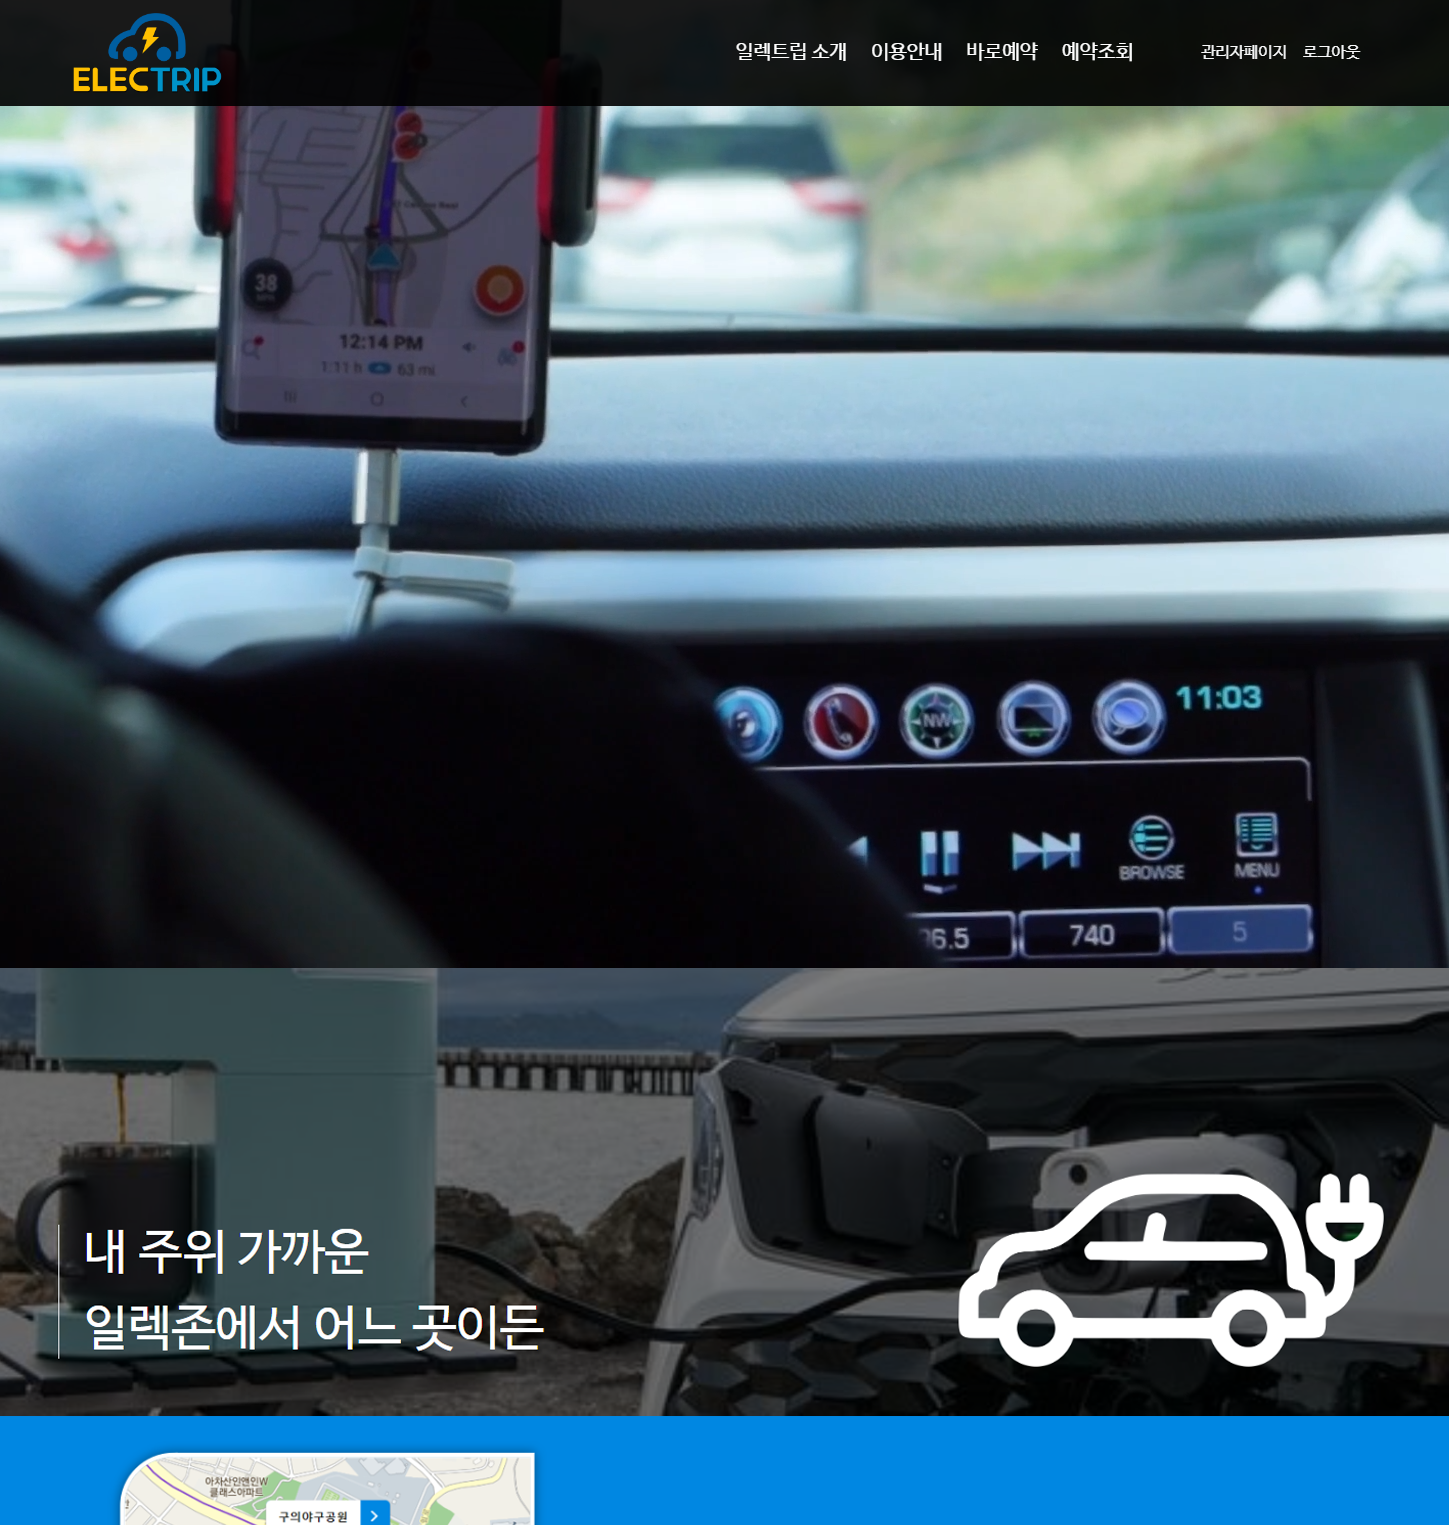 ELECTRIP
일렉트립 소개 이용안내 바로예약 예약조회 관리자페이지 로그아웃
38
12:14 PM
1:11 h 63 mi
NW
11:03
BROWSE
MENU
740
5
내 주위 가까운
일렉존에서 어느 곳이든
아차산인앤인W
클래스아파트
구의야구공원